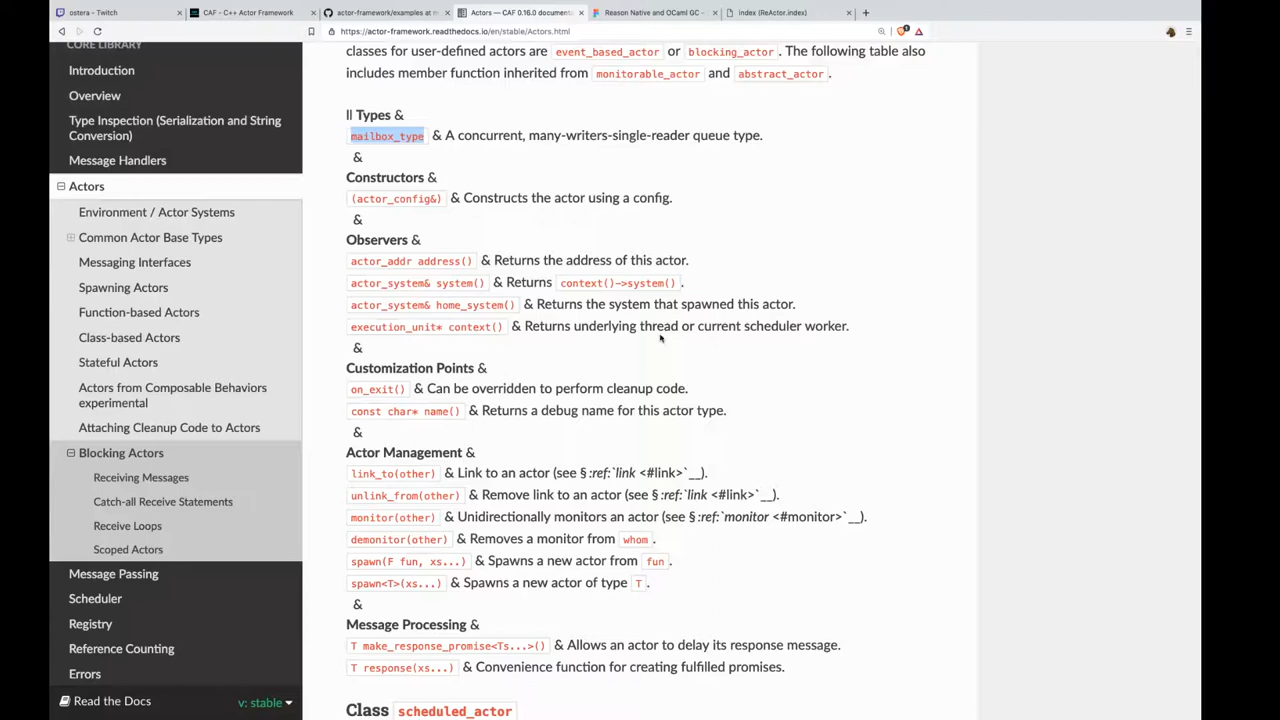 ostera - Twitch
CAF - C++ Actor Framework
actor-framework/examples at m
Actors — CAF 0.16.0 documenta
Reason Native and OCaml GC -
index (ReActor.index)
https://actor-framework.readthedocs.io/en/stable/Actors.html
CORE LIBRARY
Introduction
Overview
Type Inspection (Serialization and String
Conversion)
Message Handlers
Actors
Environment / Actor Systems
Common Actor Base Types
Messaging Interfaces
Spawning Actors
Function-based Actors
Class-based Actors
Stateful Actors
Actors from Composable Behaviors
experimental
Attaching Cleanup Code to Actors
Blocking Actors
Receiving Messages
Catch-all Receive Statements
Receive Loops
Scoped Actors
Message Passing
Scheduler
Registry
Reference Counting
Errors
Read the Docs
v: stable
classes for user-defined actors are event_based_actor or blocking_actor. The following table also
includes member function inherited from monitorable_actor and abstract_actor.
ll Types &
mailbox_type & A concurrent, many-writers-single-reader queue type.
&
Constructors &
(actor_config&) & Constructs the actor using a config.
&
Observers &
actor_addr address() & Returns the address of this actor.
actor_system& system() & Returns context()->system().
actor_system& home_system() & Returns the system that spawned this actor.
execution_unit* context() & Returns underlying thread or current scheduler worker.
&
Customization Points &
on_exit() & Can be overridden to perform cleanup code.
const char* name() & Returns a debug name for this actor type.
&
Actor Management &
link_to(other) & Link to an actor (see § :ref:`link <#link>`__).
unlink_from(other) & Remove link to an actor (see § :ref:`link <#link>`__).
monitor(other) & Unidirectionally monitors an actor (see § :ref:`monitor <#monitor>`__).
demonitor(other) & Removes a monitor from whom.
spawn(F fun, xs...) & Spawns a new actor from fun.
spawn<T>(xs...) & Spawns a new actor of type T.
&
Message Processing &
T make_response_promise<Ts...>() & Allows an actor to delay its response message.
T response(xs...) & Convenience function for creating fulfilled promises.
Class scheduled_actor